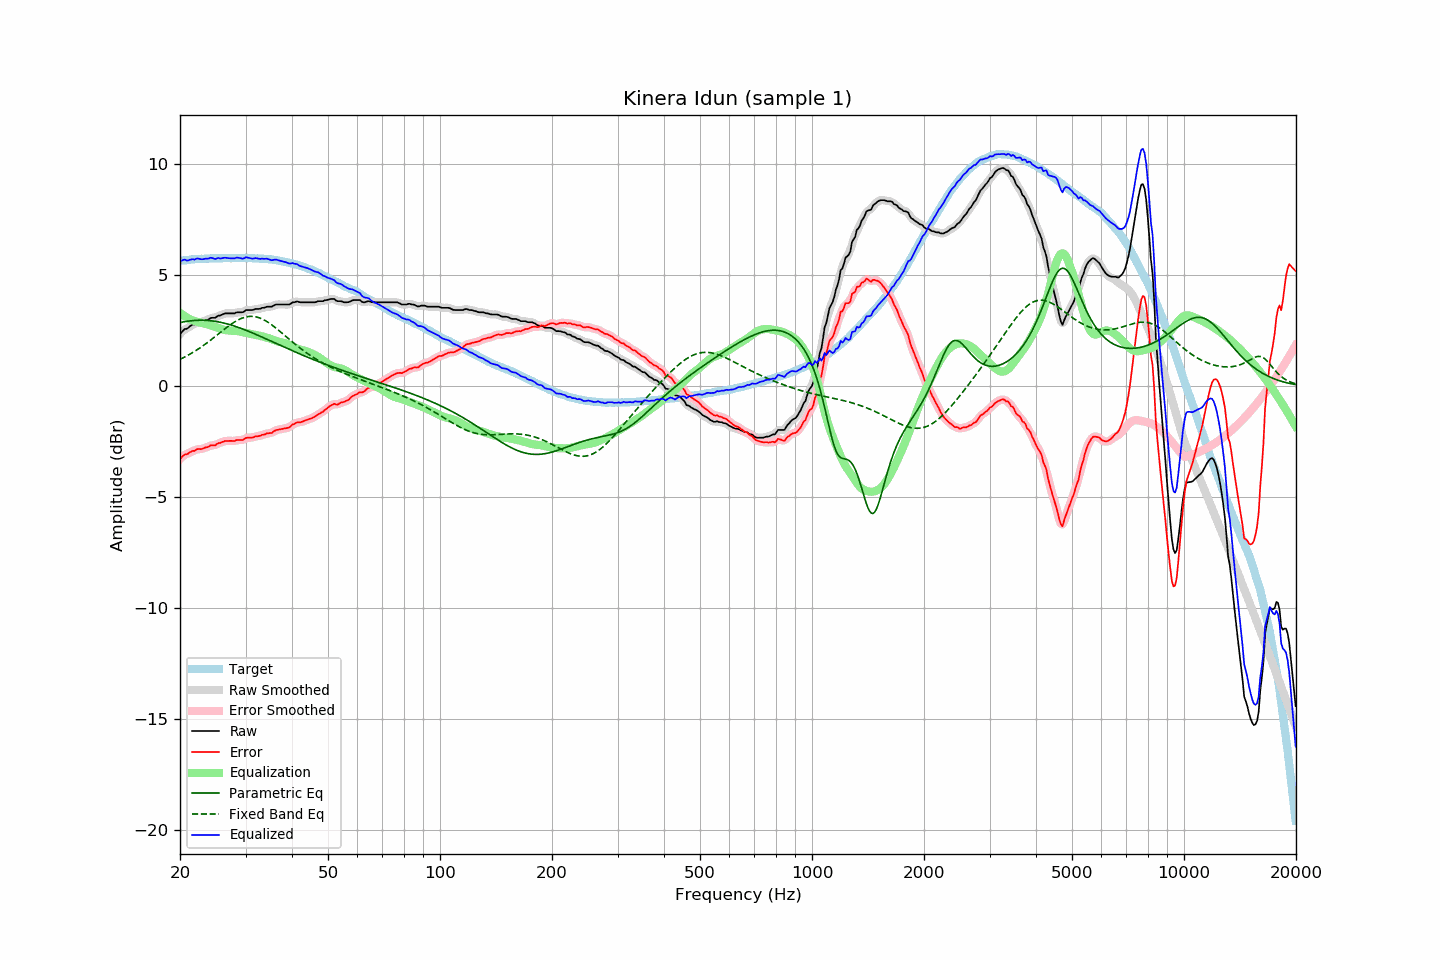 Kinera Idun (sample 1)
Amplitude (dBr)
10
5
0
−5
−10
−15
−20
Target
Raw Smoothed
Error Smoothed
Raw
Error
Equalization
Parametric Eq
Fixed Band Eq
Equalized
20 50 100 200 500 1000 2000 5000 10000 20000
Frequency (Hz)